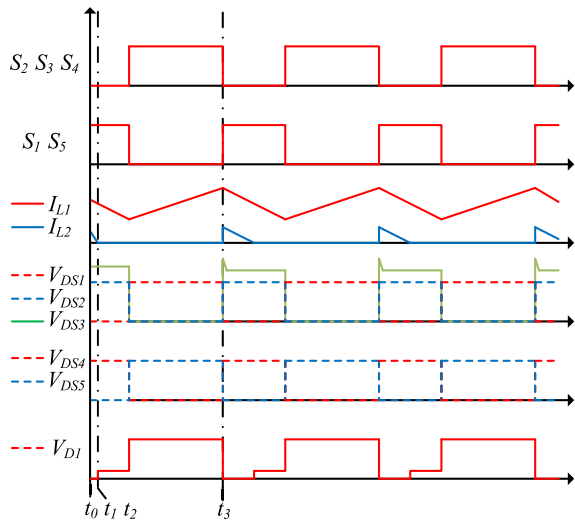 S2 S3 S4
S1 S5
IL1
IL2
VDS1
VDS2
VDS3
VDS4
VDS5
VD1
t0 t1 t2 t3